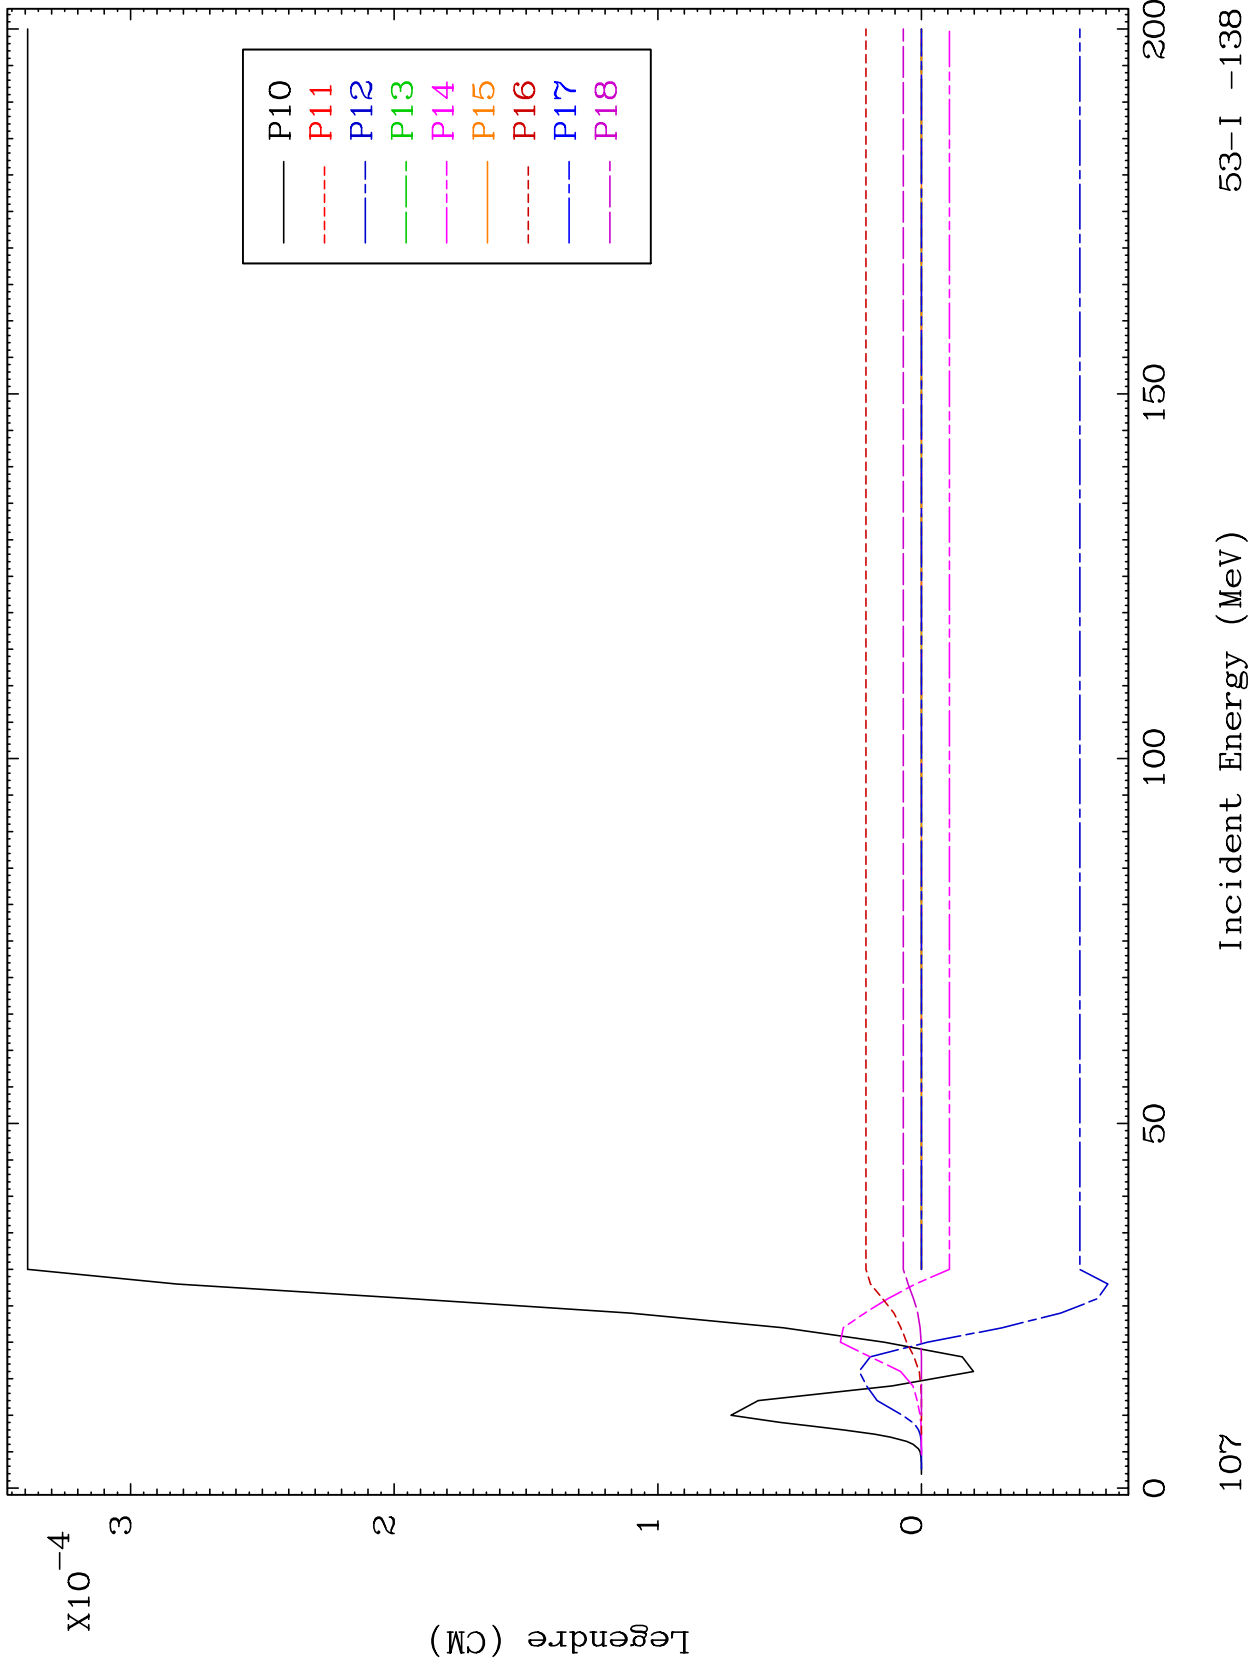 X10-4
Legendre (CM)
3
2
1
0
P10
P11
P12
P13
P14
P15
P16
P17
P18
0
50
100
150
200
Incident Energy (MeV)
107
53-I -138